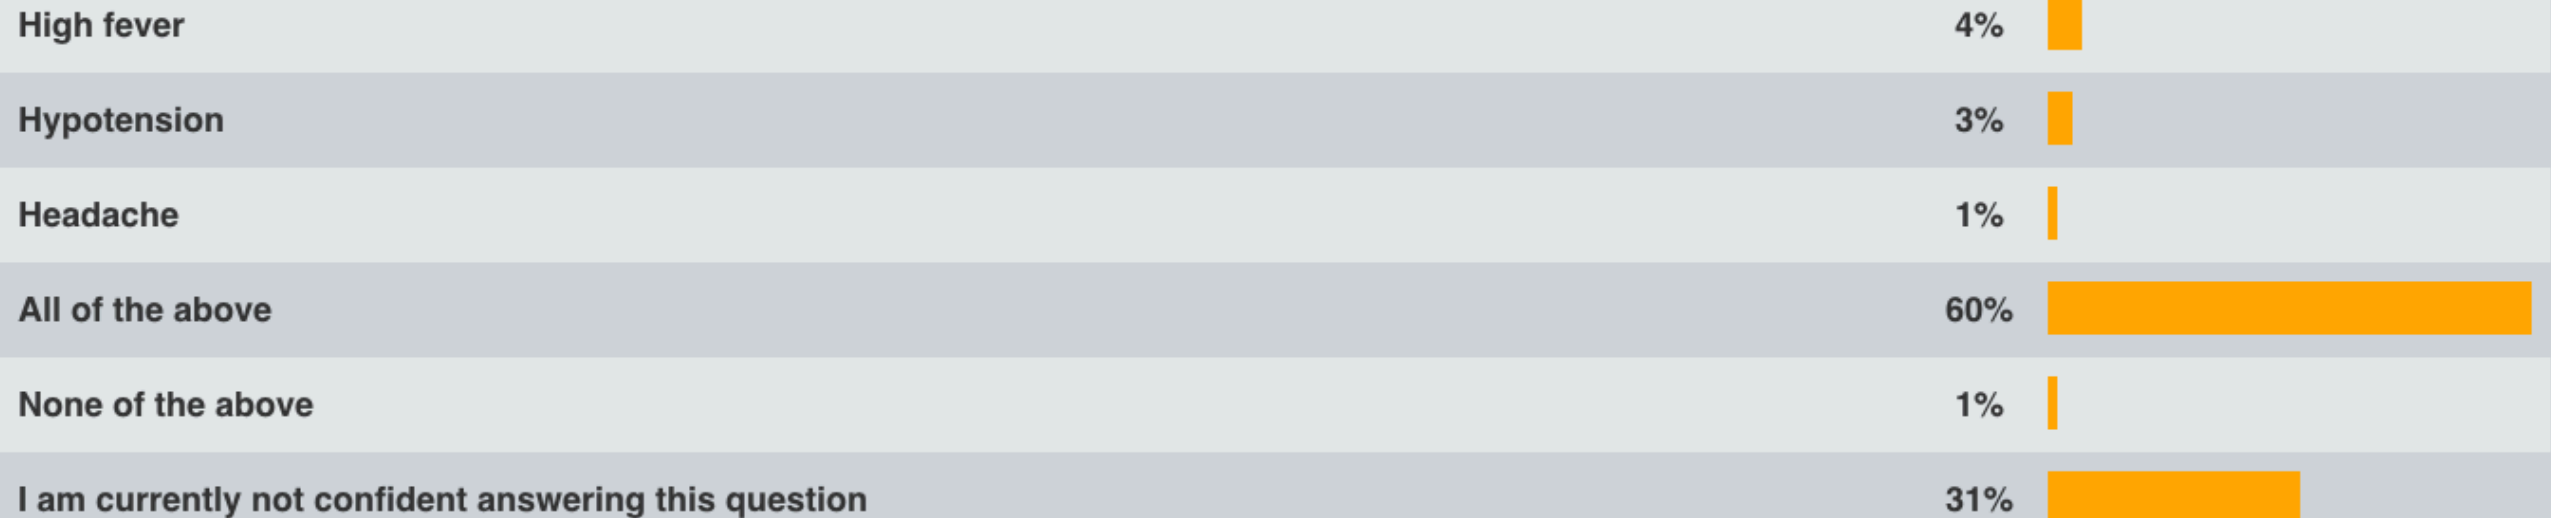 High fever 4%
Hypotension 3%
Headache 1%
All of the above 60%
None of the above 1%
I am currently not confident answering this question 31%